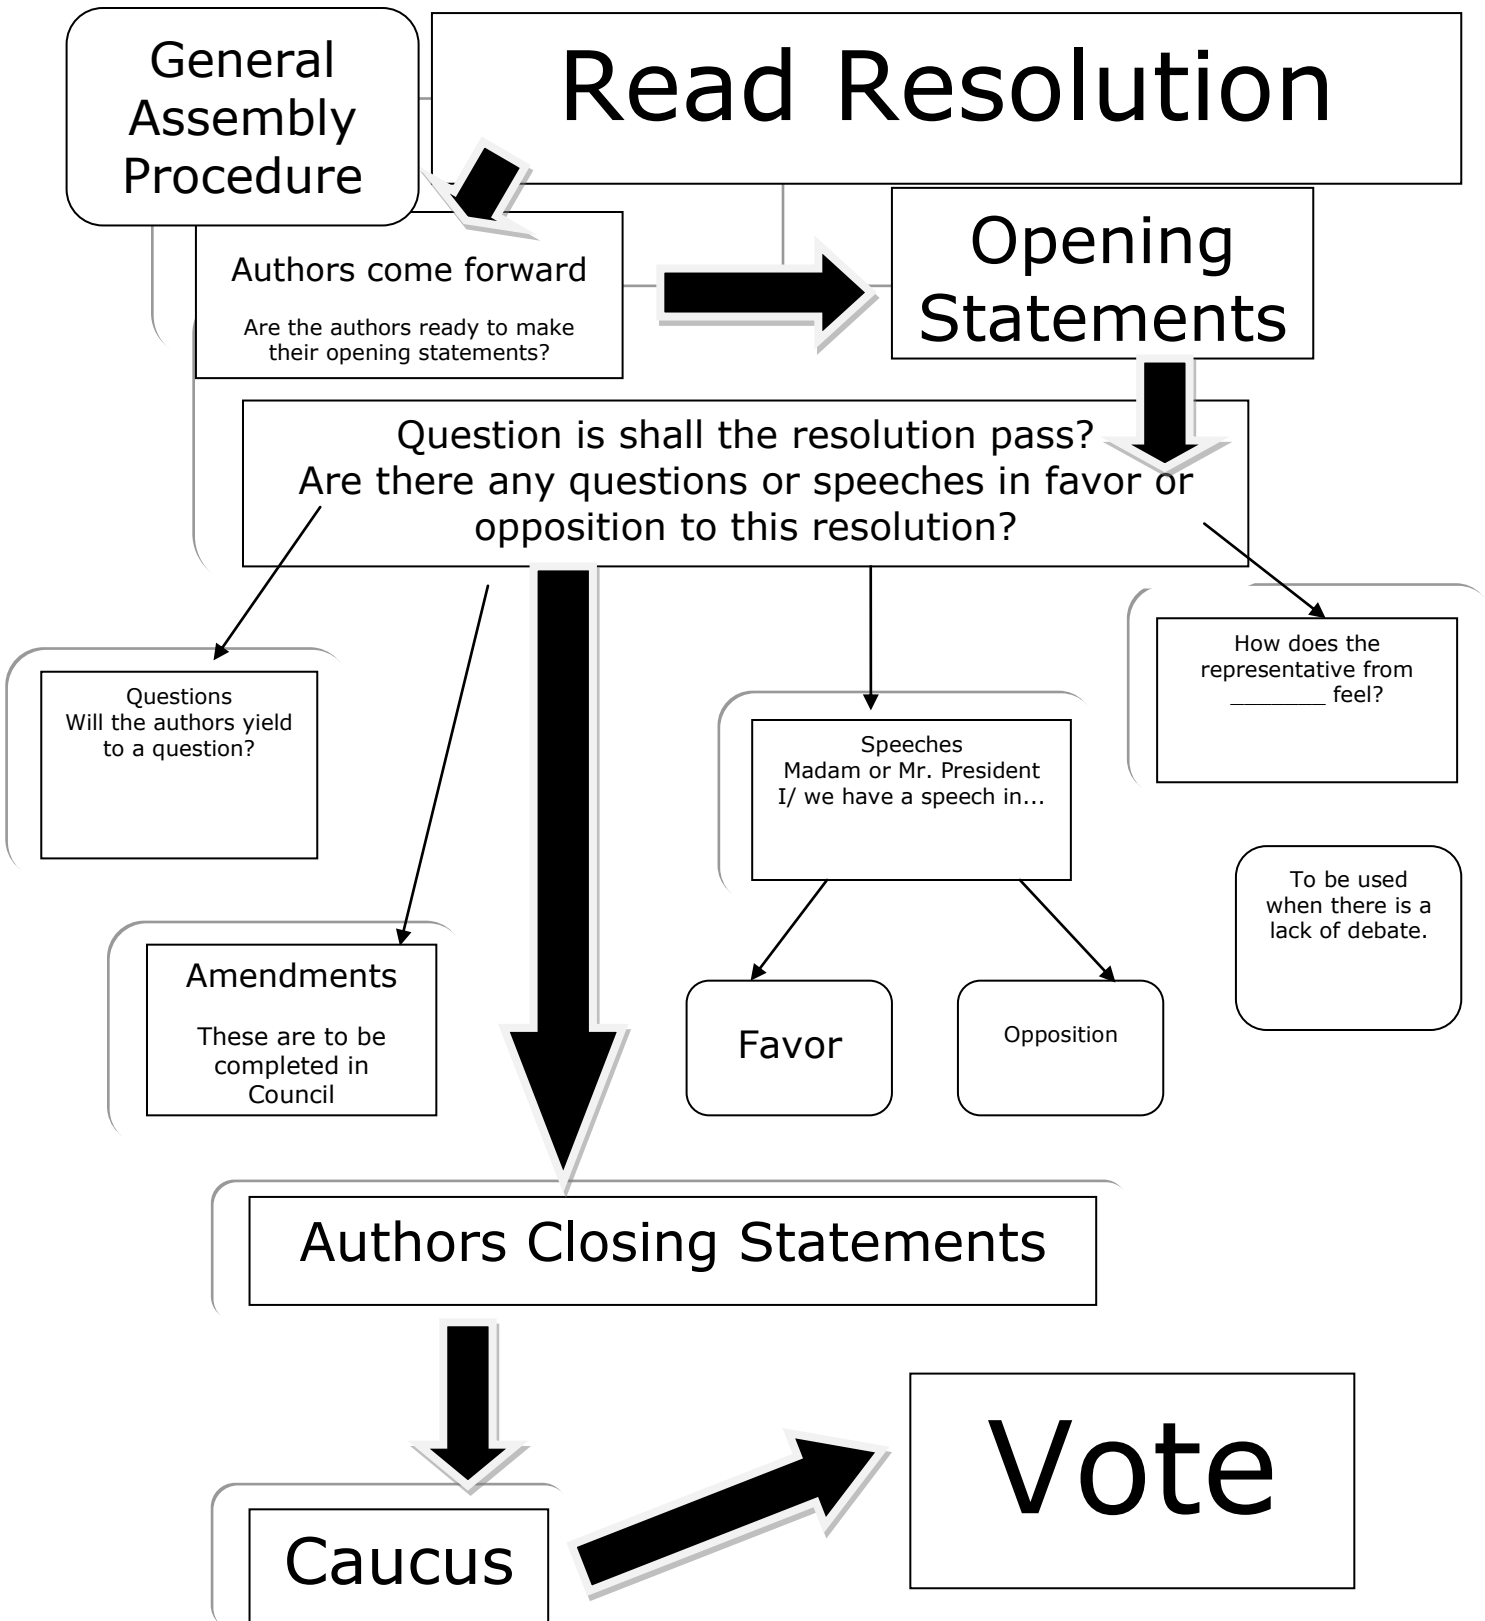 General
Assembly
Procedure
Read Resolution
Authors come forward
Are the authors ready to make
their opening statements?
Opening
Statements
Question is shall the resolution pass?
Are there any questions or speeches in favor or
opposition to this resolution?
Questions
Will the authors yield
to a question?
Amendments
These are to be
completed in
Council
Speeches
Madam or Mr. President
I/ we have a speech in…
Favor
Opposition
How does the
representative from
_______ feel?
To be used
when there is a
lack of debate.
Authors Closing Statements
Caucus
Vote